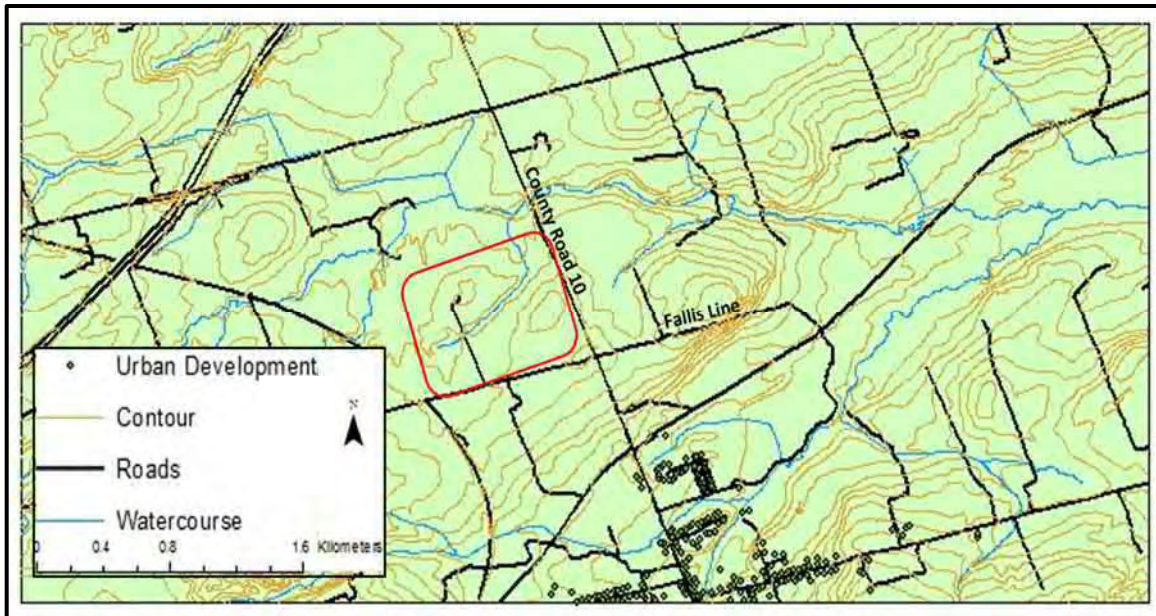 County Road 10
Fallis Line
Urban Development
Contour
N
Roads
Watercourse
0 0.4 0.8 1.6 Kilometers